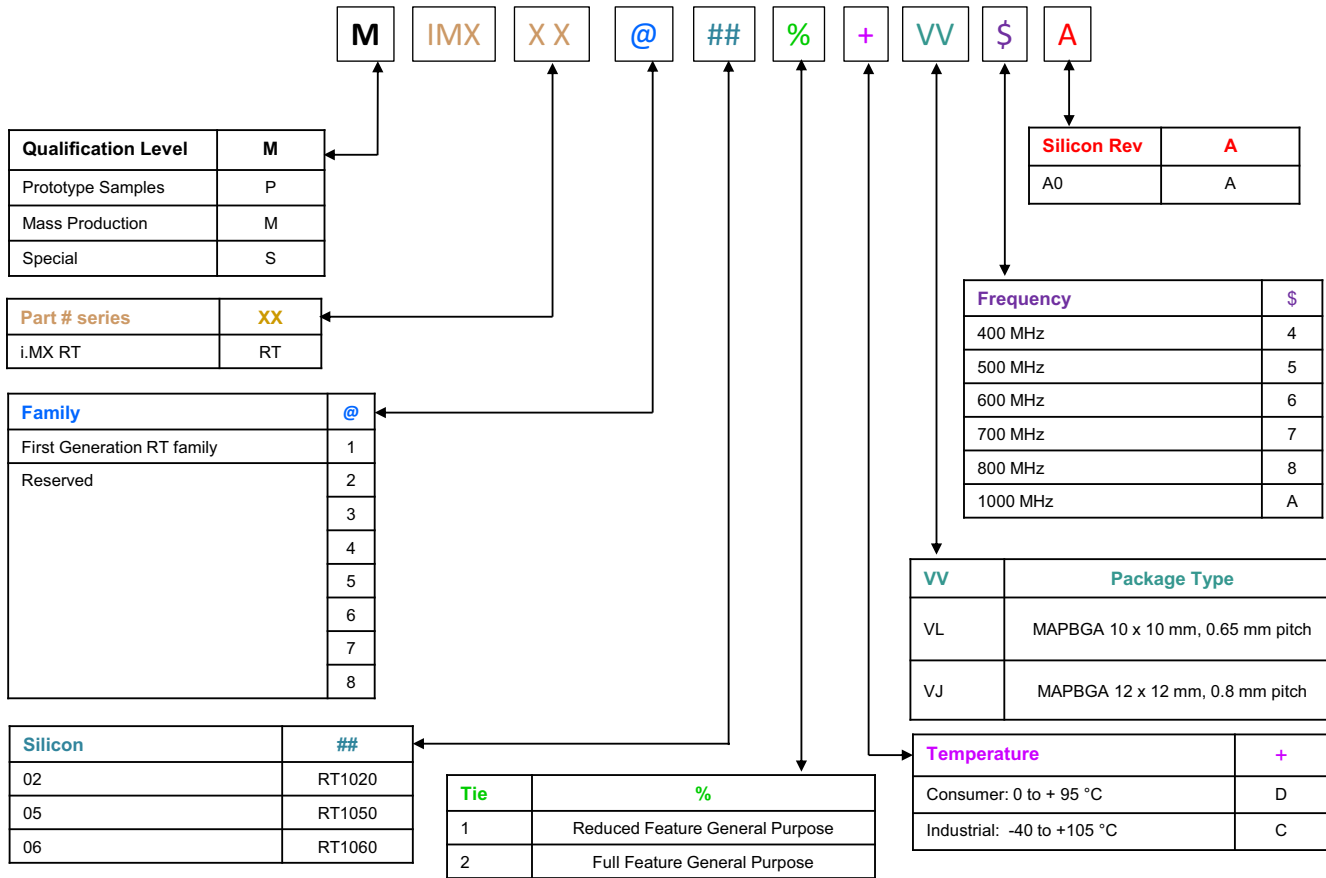 M IMX X X @ ## % + VV $ A
Qualification Level M
Prototype Samples P
Mass Production M
Special S
Silicon Rev A
A0 A
Part # series XX
i.MX RT RT
Frequency $
400 MHz 4
500 MHz 5
600 MHz 6
700 MHz 7
800 MHz 8
1000 MHz A
Family @
First Generation RT family 1
Reserved 2
3
4
5
6
7
8
VV Package Type
VL MAPBGA 10 x 10 mm, 0.65 mm pitch
VJ MAPBGA 12 x 12 mm, 0.8 mm pitch
Silicon ##
02 RT1020
05 RT1050
06 RT1060
Tie %
1 Reduced Feature General Purpose
2 Full Feature General Purpose
Temperature +
Consumer: 0 to + 95 °C D
Industrial: -40 to +105 °C C